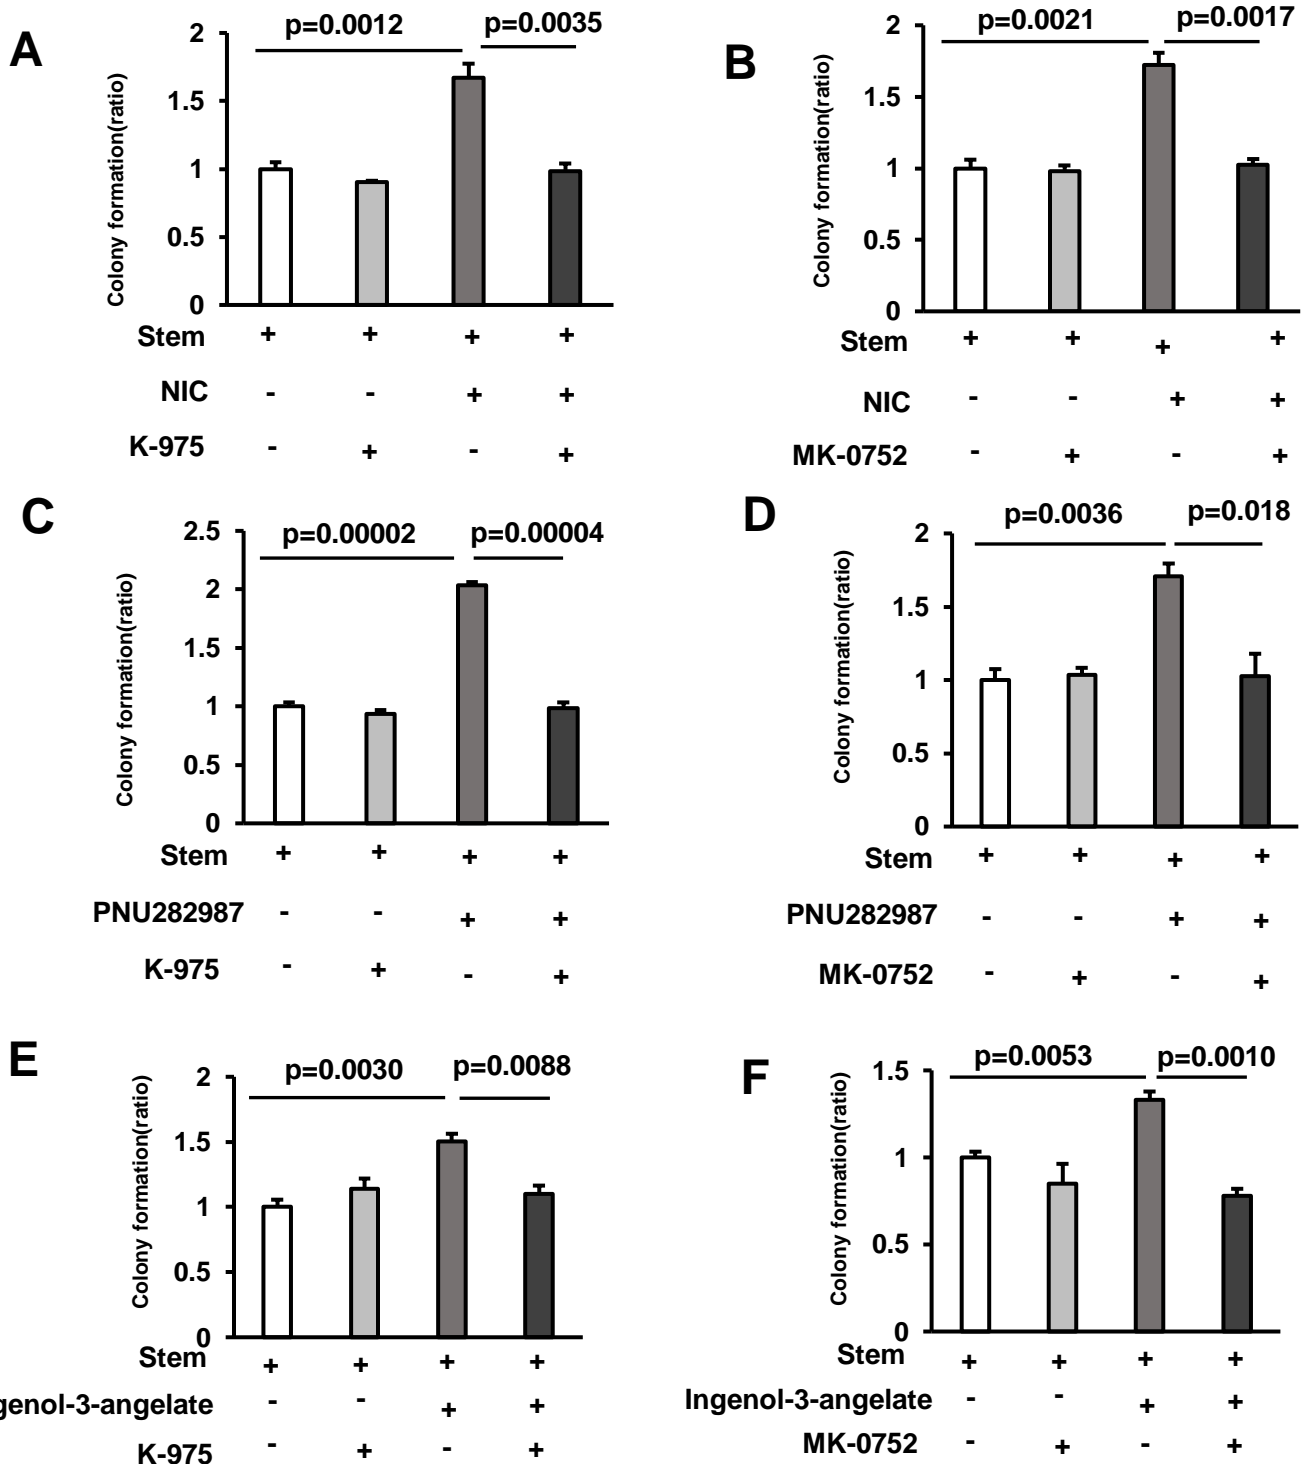 A
p=0.0012 p=0.0035
Colony formation(ratio)
2
1.5
1
0.5
0
Stem + + + +
NIC - - + +
K-975 - + - +
B
p=0.0021 p=0.0017
Colony formation(ratio)
2
1.5
1
0.5
0
Stem + + + +
NIC - - + +
MK-0752 - + - +
C
p=0.00002 p=0.00004
Colony formation(ratio)
2.5
2
1.5
1
0.5
0
Stem + + + +
PNU282987 - - + +
K-975 - + - +
D
p=0.0036 p=0.018
Colony formation(ratio)
2
1.5
1
0.5
0
Stem + + + +
PNU282987 - - + +
MK-0752 - + - +
E
p=0.0030 p=0.0088
Colony formation(ratio)
2
1.5
1
0.5
0
Stem + + + +
genol-3-angelate - - + +
K-975 - + - +
F
p=0.0053 p=0.0010
Colony formation(ratio)
1.5
1
0.5
0
Stem + + + +
Ingenol-3-angelate - - + +
MK-0752 - + - +